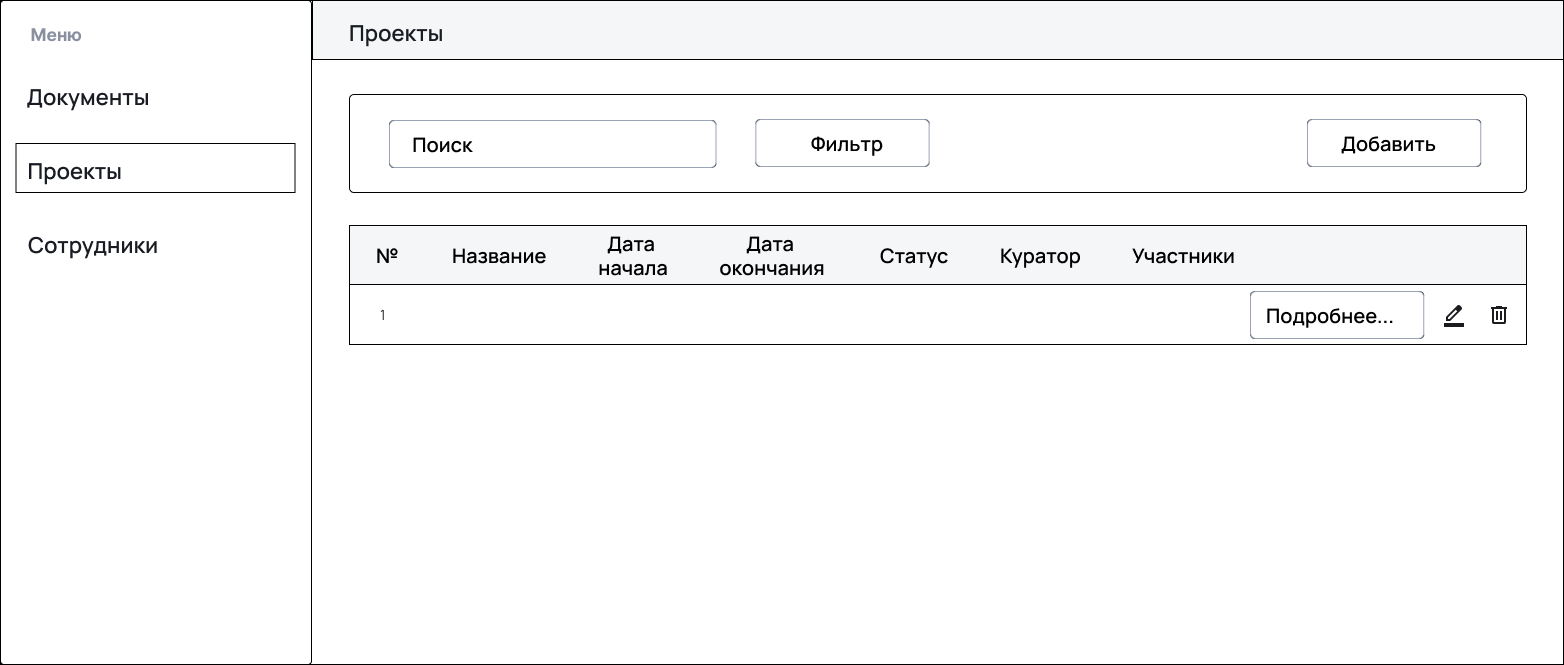 Меню
Документы
Проекты
Сотрудники
Проекты
Поиск
Фильтр
Добавить
№
Название
Дата
начала
Дата
окончания
Статус
Куратор
Участники
1
Подробнее...